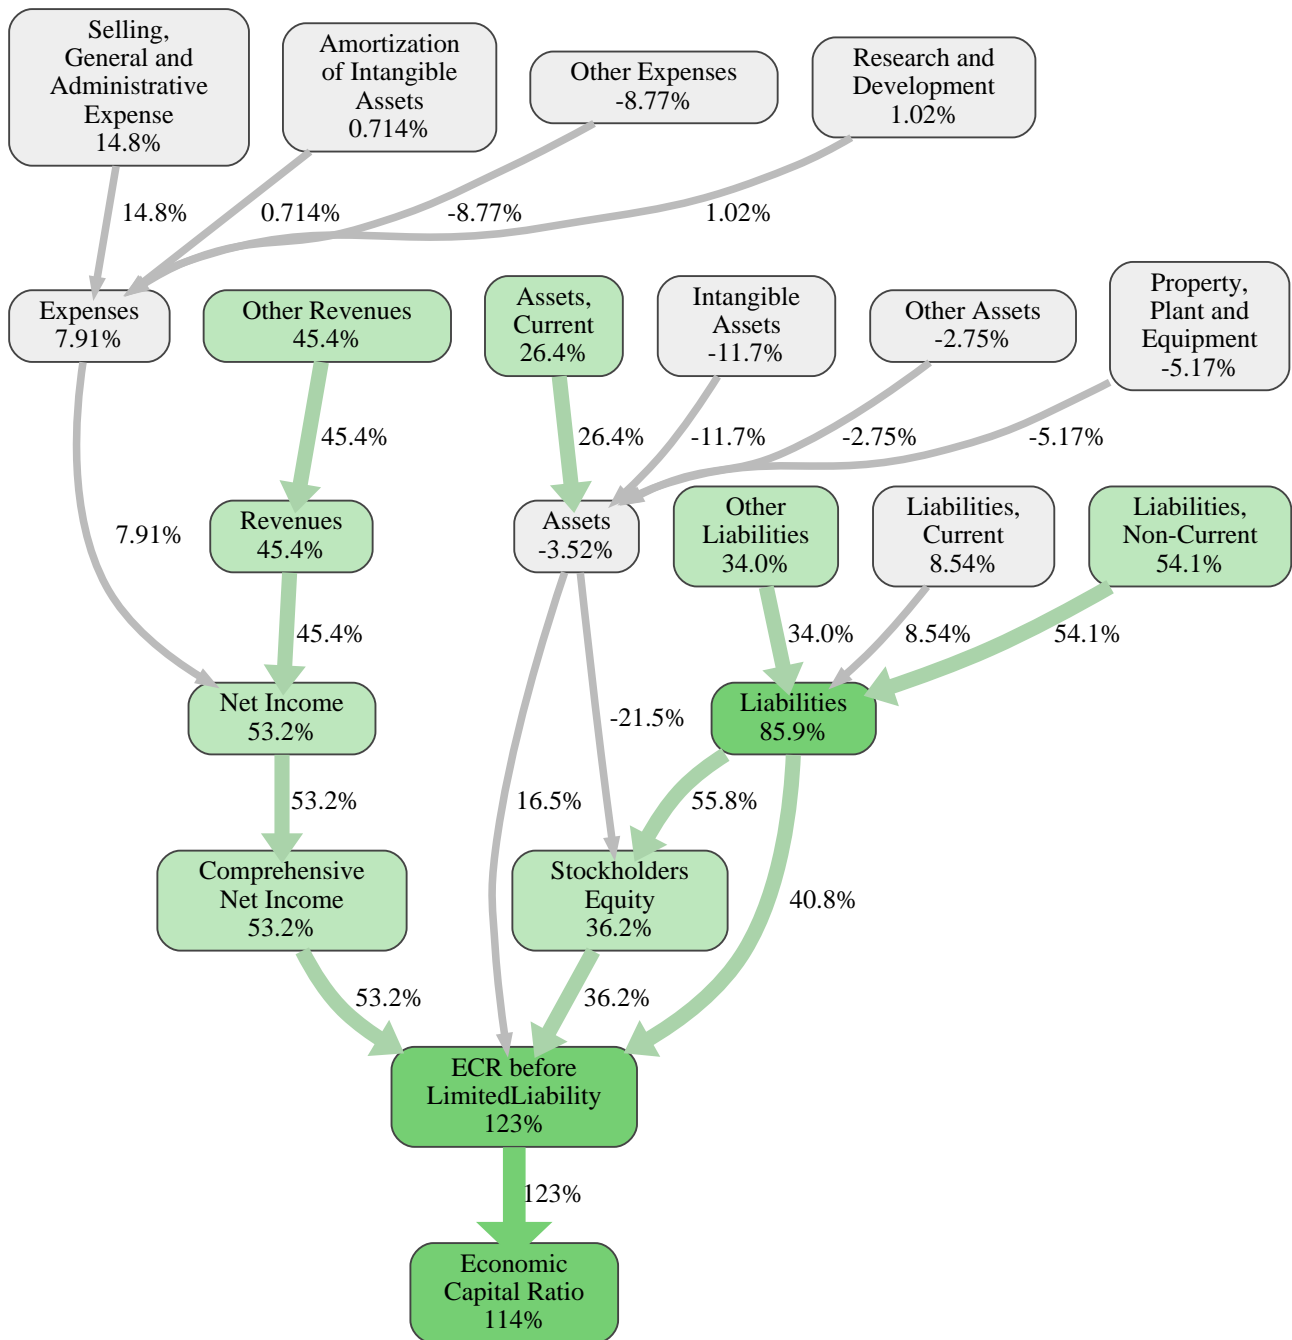 Selling,
General and
Administrative
Expense
14.8%
Amortization
of Intangible
Assets
0.714%
Other Expenses
-8.77%
Research and
Development
1.02%
14.8%
0.714%
-8.77%
1.02%
Expenses
7.91%
Other Revenues
45.4%
Assets,
Current
26.4%
Intangible
Assets
-11.7%
Other Assets
-2.75%
Property,
Plant and
Equipment
-5.17%
45.4%
26.4%
-11.7%
-2.75%
-5.17%
7.91%
Revenues
45.4%
Assets
-3.52%
Other
Liabilities
34.0%
Liabilities,
Current
8.54%
Liabilities,
Non-Current
54.1%
45.4%
34.0%
8.54%
54.1%
Net Income
53.2%
-21.5%
Liabilities
85.9%
53.2%
16.5%
55.8%
Comprehensive
Net Income
53.2%
Stockholders
Equity
36.2%
40.8%
53.2%
36.2%
ECR before
LimitedLiability
123%
123%
Economic
Capital Ratio
114%